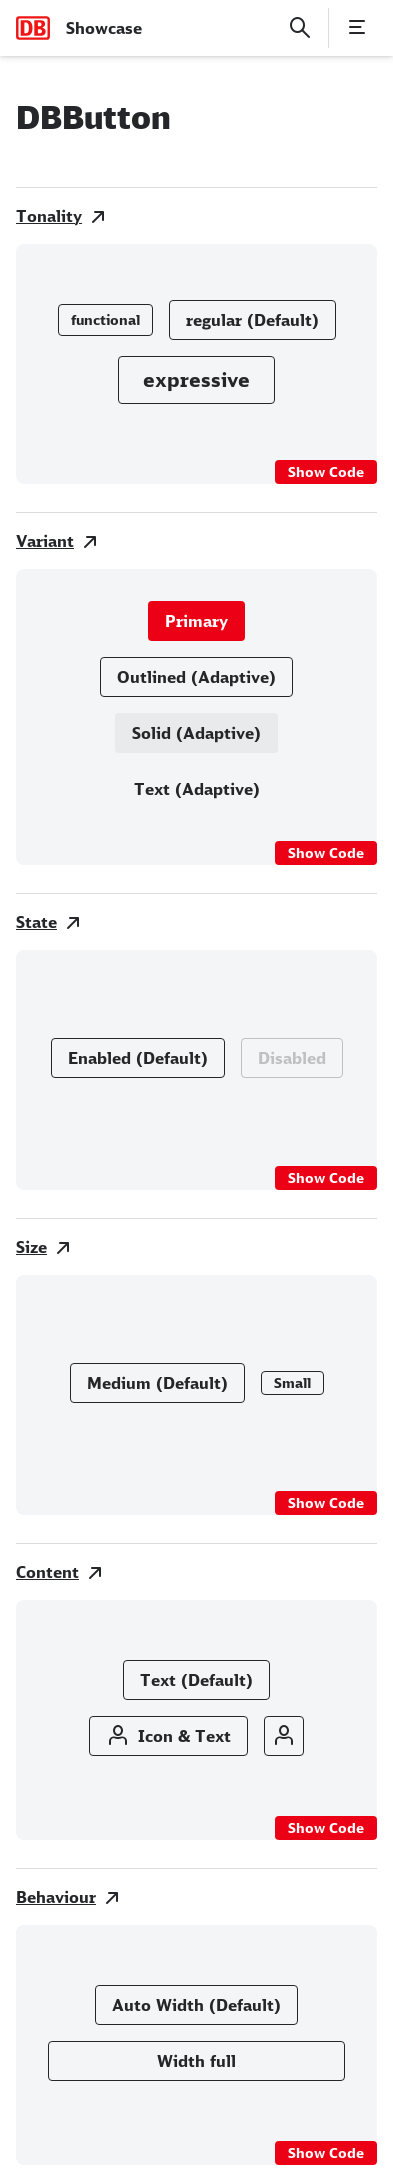 DB Showcase
DBButton
Tonality
functional regular (Default)
expressive
Show Code
Variant
Primary
Outlined (Adaptive)
Solid (Adaptive)
Text (Adaptive)
Show Code
State
Enabled (Default) Disabled
Show Code
Size
Medium (Default) Small
Show Code
Content
Text (Default)
Icon & Text
Show Code
Behaviour
Auto Width (Default)
Width full
Show Code